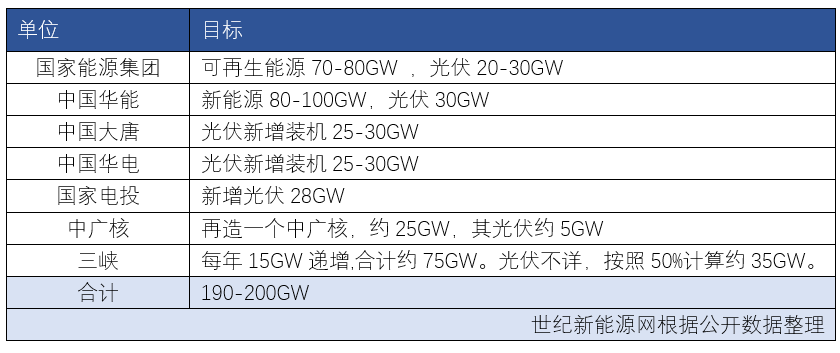 单位 目标
国家能源集团 可再生能源 70-80GW ，光伏 20-30GW
中国华能 新能源 80-100GW，光伏 30GW
中国大唐 光伏新增装机 25-30GW
中国华电 光伏新增装机 25-30GW
国家电投 新增光伏 28GW
中广核 再造一个中广核，约 25GW，其光伏约 5GW
三峡 每年 15GW 递增,合计约 75GW。光伏不详，按照 50%计算约 35GW。
合计 190-200GW
世纪新能源网根据公开数据整理